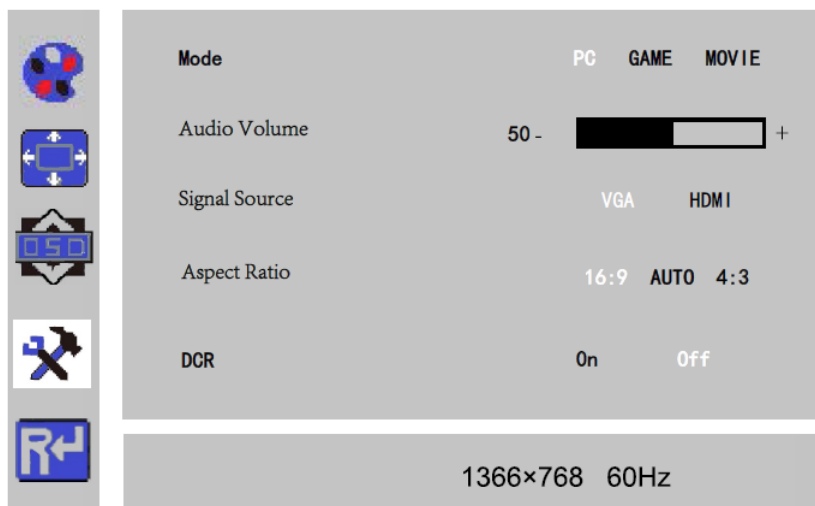 Mode PC GAME MOVIE
Audio Volume 50 - +
Signal Source VGA HDMI
OSD
Aspect Ratio 16:9 AUTO 4:3
DCR On Off
R
1366×768 60Hz